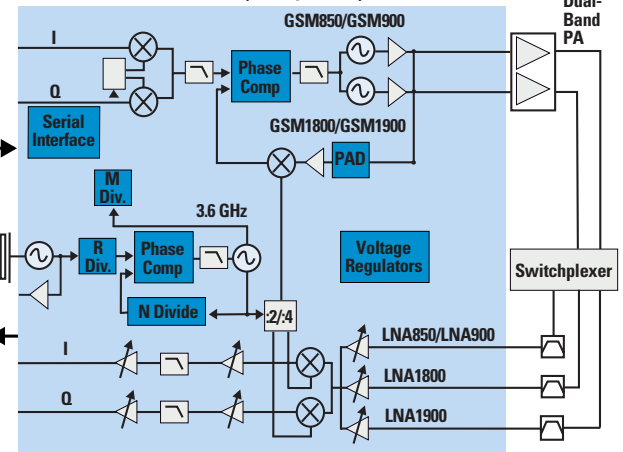 Dual-
Band
PA
GSM850/GSM900
I
Q
Phase
Comp
Serial
Interface
GSM1800/GSM1900
PAD
M
Div.
3.6 GHz
R
Div.
Phase
Comp
Voltage
Regulators
Switchplexer
N Divide
:2/:4
LNA850/LNA900
I
LNA1800
Q
LNA1900